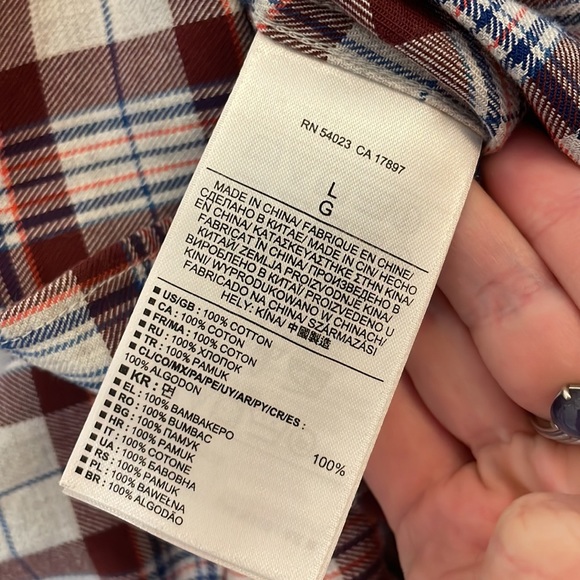 RN 54023 CA 17897
L
G
MADE IN CHINA/ FABRIQUE EN CHINE/
СДЕЛАНО В КИТАЕ/ MADE IN CIN/ HECHO
EN CHINA/ ΚΑΤΑΣΚΕΥΑΣΤΗΚΕ ΣΤΗΝ ΚΙΝΑ/
FABRICAT ÎN CHINA/ ПРОИЗВЕДЕНО В
КИТАЙ/ ZEMLJA PROIZVODNJE KINA/
ВИРОБЛЕНО В КИТАЇ/ PROIZVEDENO U
KINI/ WYPRODUKOWANO W CHINACH/
FABRICADO NA CHINA/ SZÁRMAZÁSI
HELY: KÍNA/ 中國製造
US/GB : 100% COTTON
CA : 100% COTON
FR/MA : 100% COTON
RU : 100% ХЛОПОК
TR : 100% PAMUK
CL/CO/MX/PA/PE/UY/AR/PY/CR/ES :
100% ALGODON
KR : 면 100%
EL : 100% ΒΑΜΒΑΚΕΡΟ
RO : 100% BUMBAC
BG : 100% ПАМУК
HR : 100% PAMUK
IT : 100% COTONE
UA : 100% БАВОВНА
RS : 100% PAMUK
PL : 100% BAWEŁNA
BR : 100% ALGODÃO